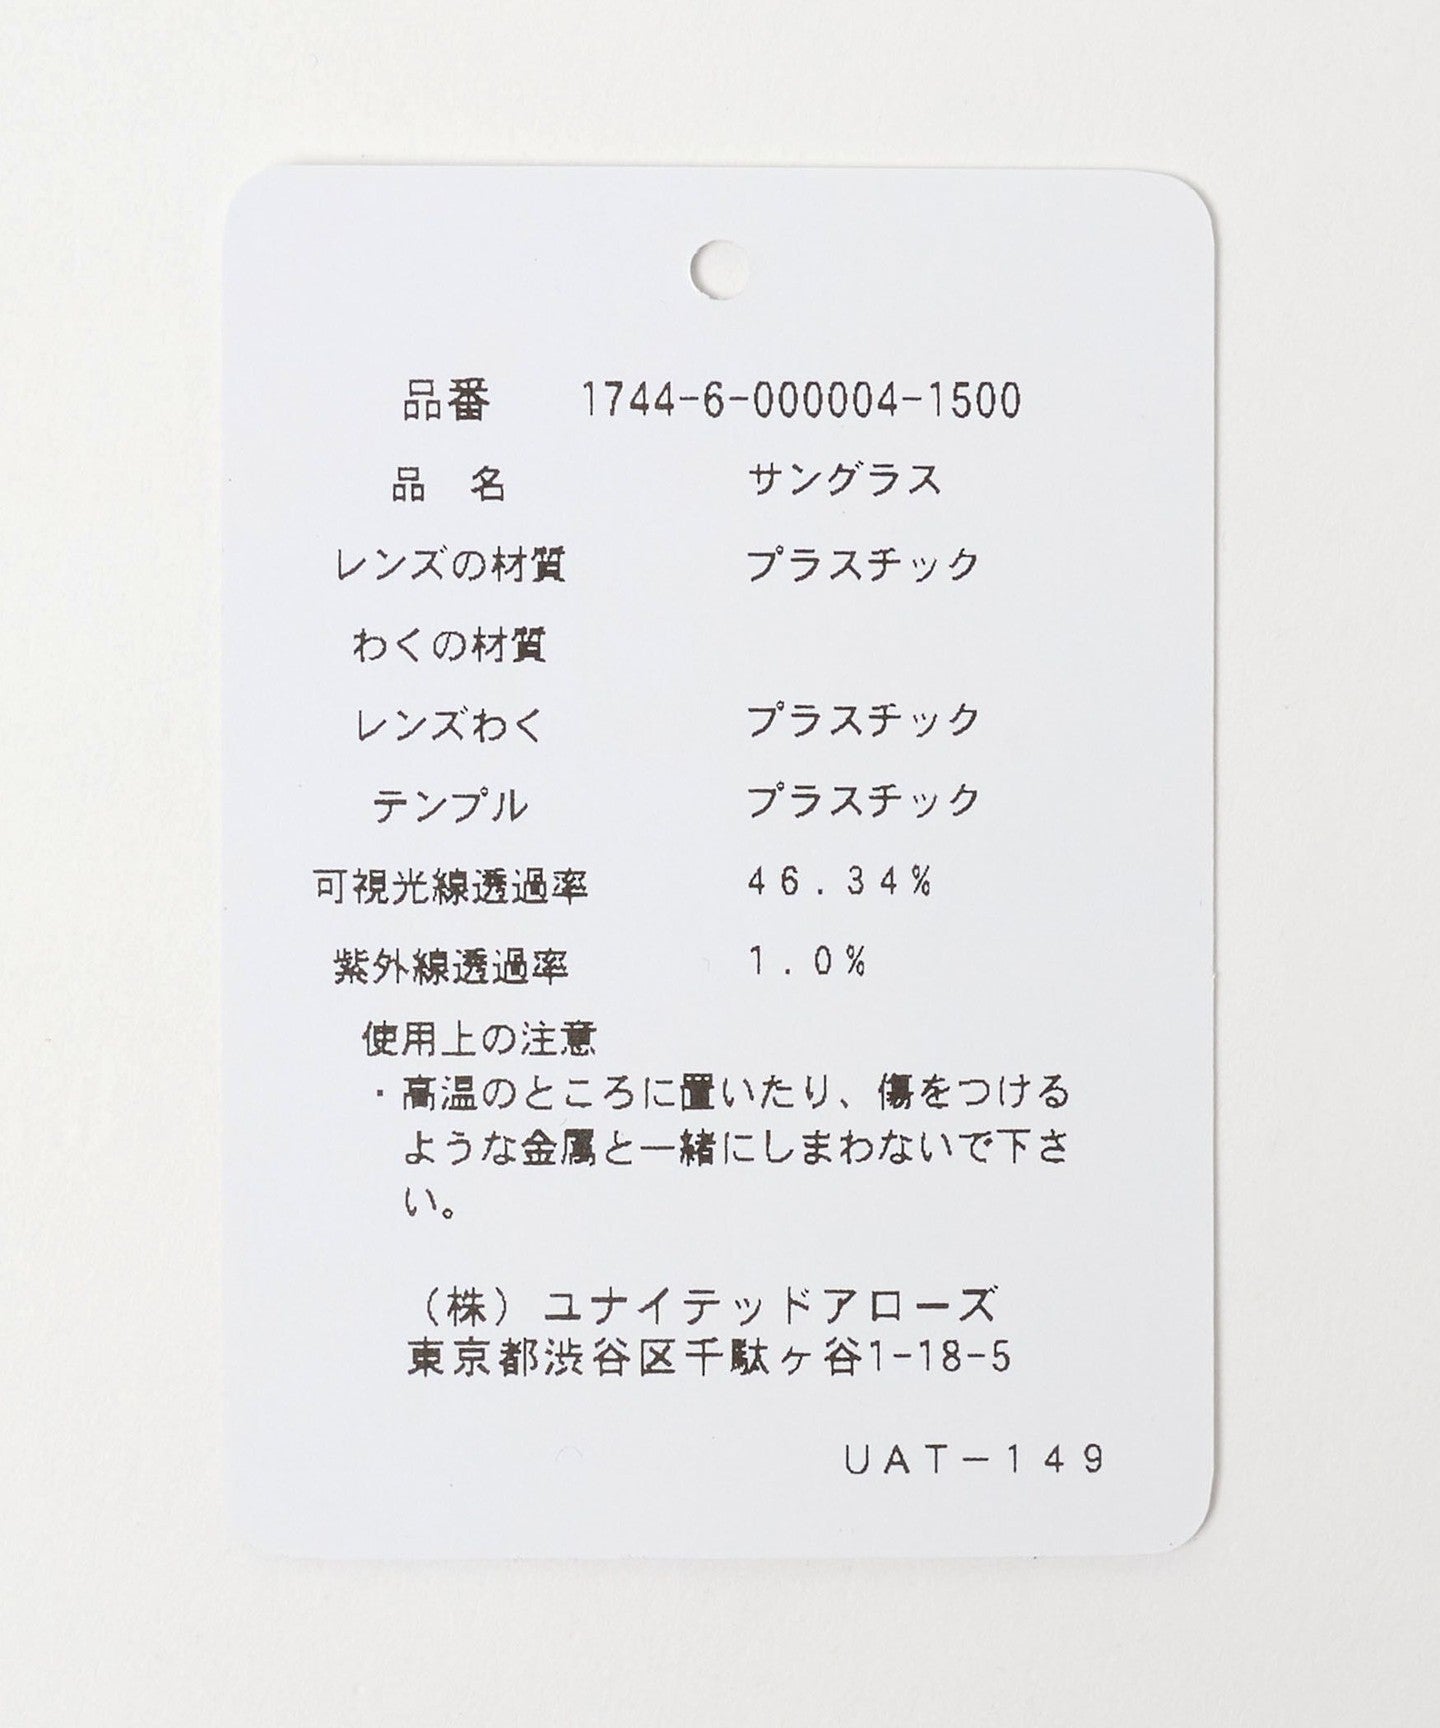 品番 1744-6-000004-1500
品 名 サングラス
レンズの材質 プラスチック
わくの材質
レンズわく プラスチック
テンプル プラスチック
可視光線透過率 46.34%
紫外線透過率 1.0%
使用上の注意
・高温のところに置いたり、傷をつける
ような金属と一緒にしまわないで下さ
い。
（株）ユナイテッドアローズ
東京都渋谷区千駄ヶ谷1-18-5
UAT-149